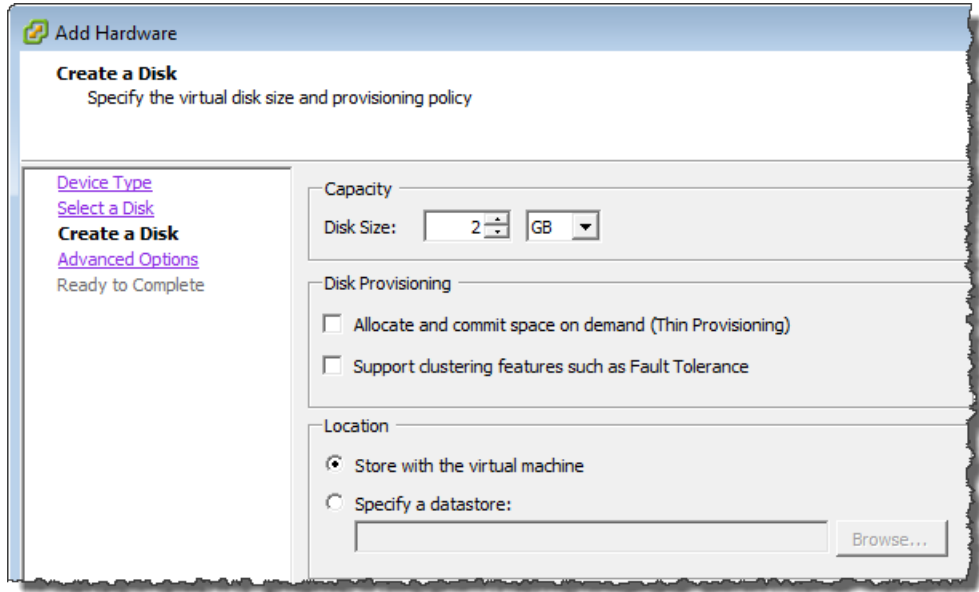 Add Hardware
Create a Disk
Specify the virtual disk size and provisioning policy
Device Type
Select a Disk
Create a Disk
Advanced Options
Ready to Complete
Capacity
Disk Size: 2 GB
Disk Provisioning
Allocate and commit space on demand (Thin Provisioning)
Support clustering features such as Fault Tolerance
Location
Store with the virtual machine
Specify a datastore:
Browse...